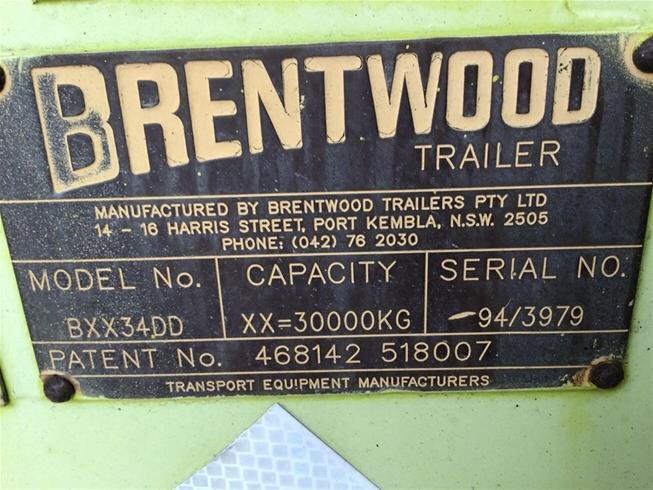 BRENTWOOD
TRAILER
MANUFACTURED BY BRENTWOOD TRAILERS PTY LTD
14 - 16 HARRIS STREET, PORT KEMBLA, N.S.W. 2505
PHONE: (042) 76 2030
MODEL No. CAPACITY SERIAL NO.
BXX34DD XX=30000KG -94/3979
PATENT No. 468142 518007
TRANSPORT EQUIPMENT MANUFACTURERS